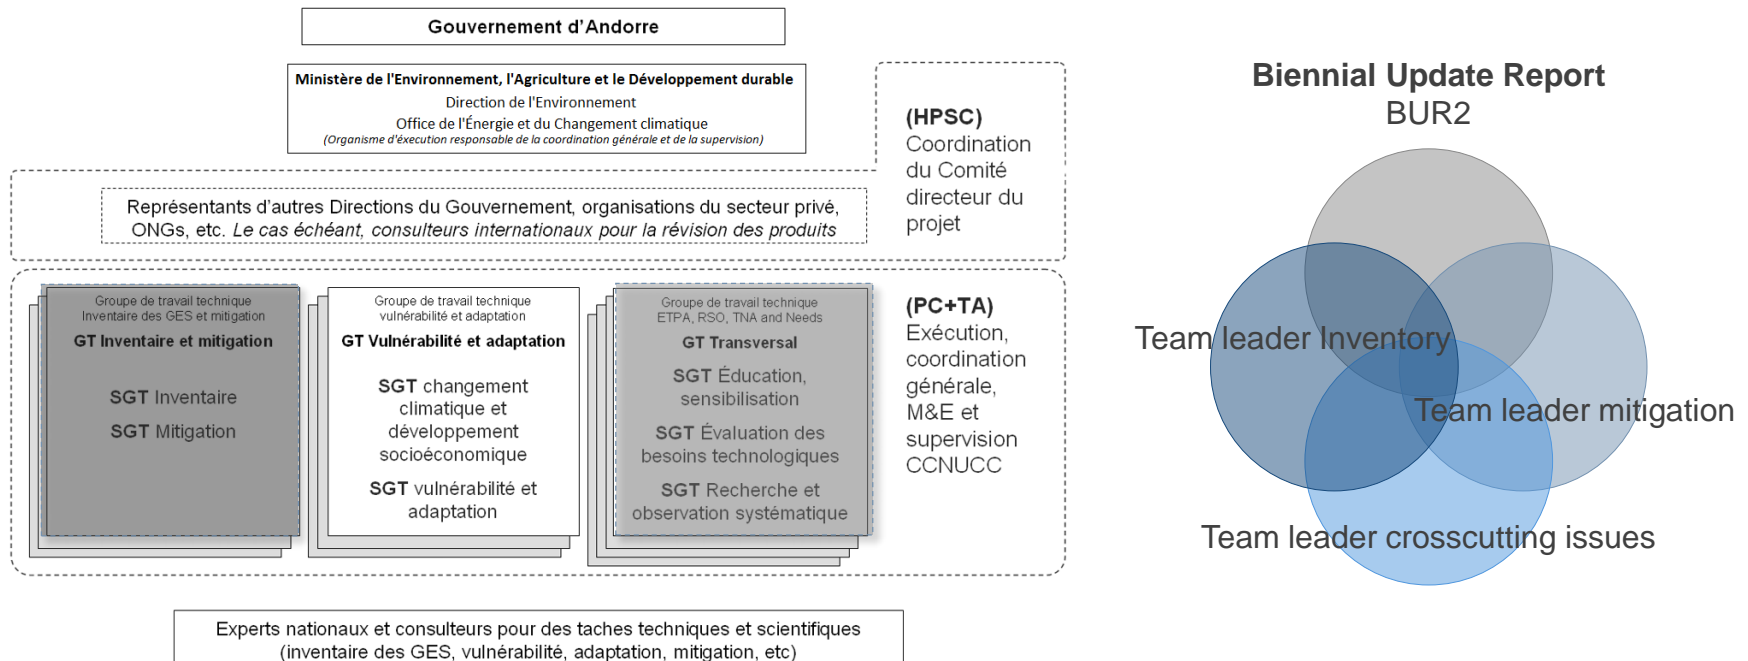 Gouvernement d'Andorre
Ministère de l'Environnement, l'Agriculture et le Développement durable
Direction de l'Environnement
Office de l'Énergie et du Changement climatique
(Organisme d'éxecution responsable de la coordination générale et de la supervision)
(HPSC)
Coordination
du Comité
directeur du
projet
Représentants d'autres Directions du Gouvernement, organisations du secteur privé,
ONGs, etc. Le cas échéant, consulteurs internationaux pour la révision des produits
Groupe de travail technique
Inventaire des GES et mitigation
GT Inventaire et mitigation
SGT Inventaire
SGT Mitigation
Groupe de travail technique
vulnérabilité et adaptation
GT Vulnérabilité et adaptation
SGT changement
climatique et
développement
socioéconomique
SGT vulnérabilité et
adaptation
Groupe de travail technique
ETPA, RSO, TNA and Needs
GT Transversal
SGT Éducation,
sensibilisation
SGT Évaluation des
besoins technologiques
SGT Recherche et
observation systématique
(PC+TA)
Exécution,
coordination
générale,
M&E et
supervision
CCNUCC
Experts nationaux et consulteurs pour des taches techniques et scientifiques
(inventaire des GES, vulnérabilité, adaptation, mitigation, etc)
Biennial Update Report
BUR2
Team leader Inventory
Team leader mitigation
Team leader crosscutting issues